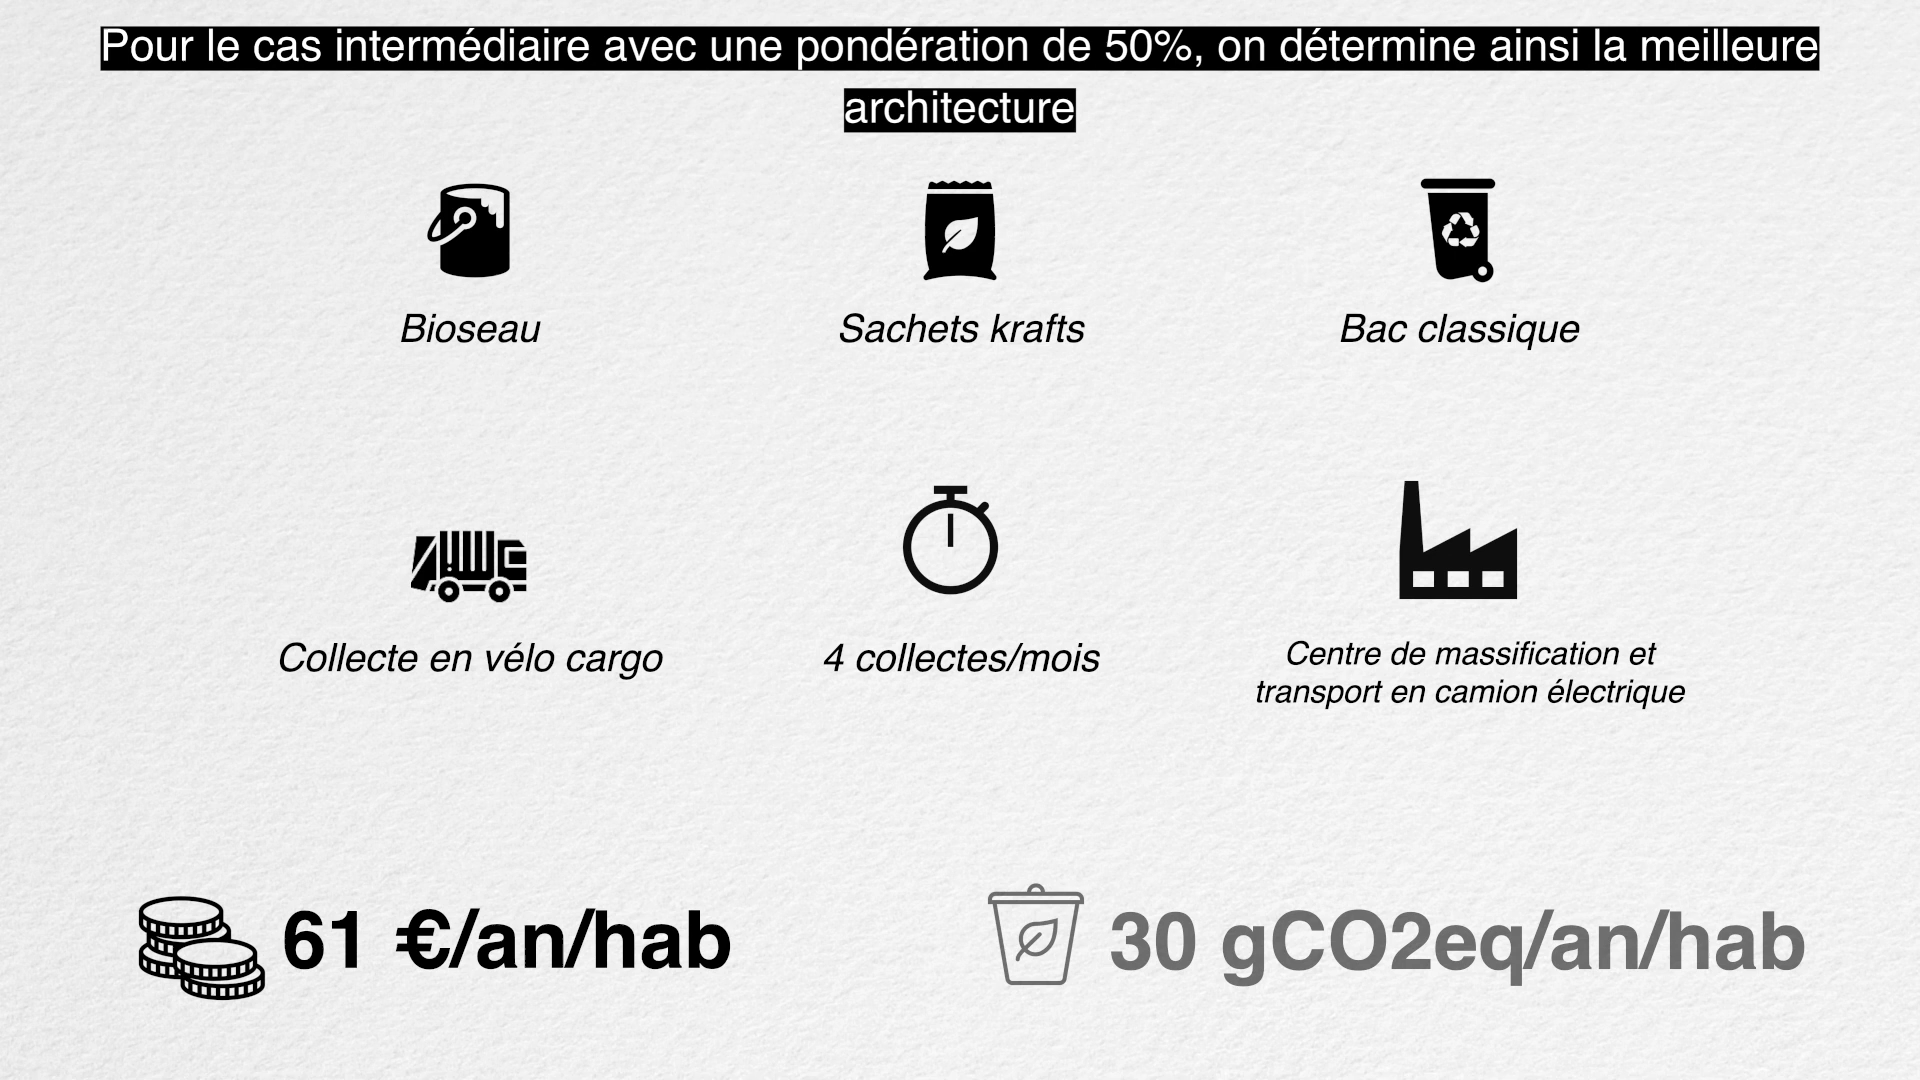 Pour le cas intermédiaire avec une pondération de 50%, on détermine ainsi la meilleure
architecture
Bioseau
Sachets krafts
Bac classique
Collecte en vélo cargo
4 collectes/mois
Centre de massification et
transport en camion électrique
61 €/an/hab
30 gCO2eq/an/hab